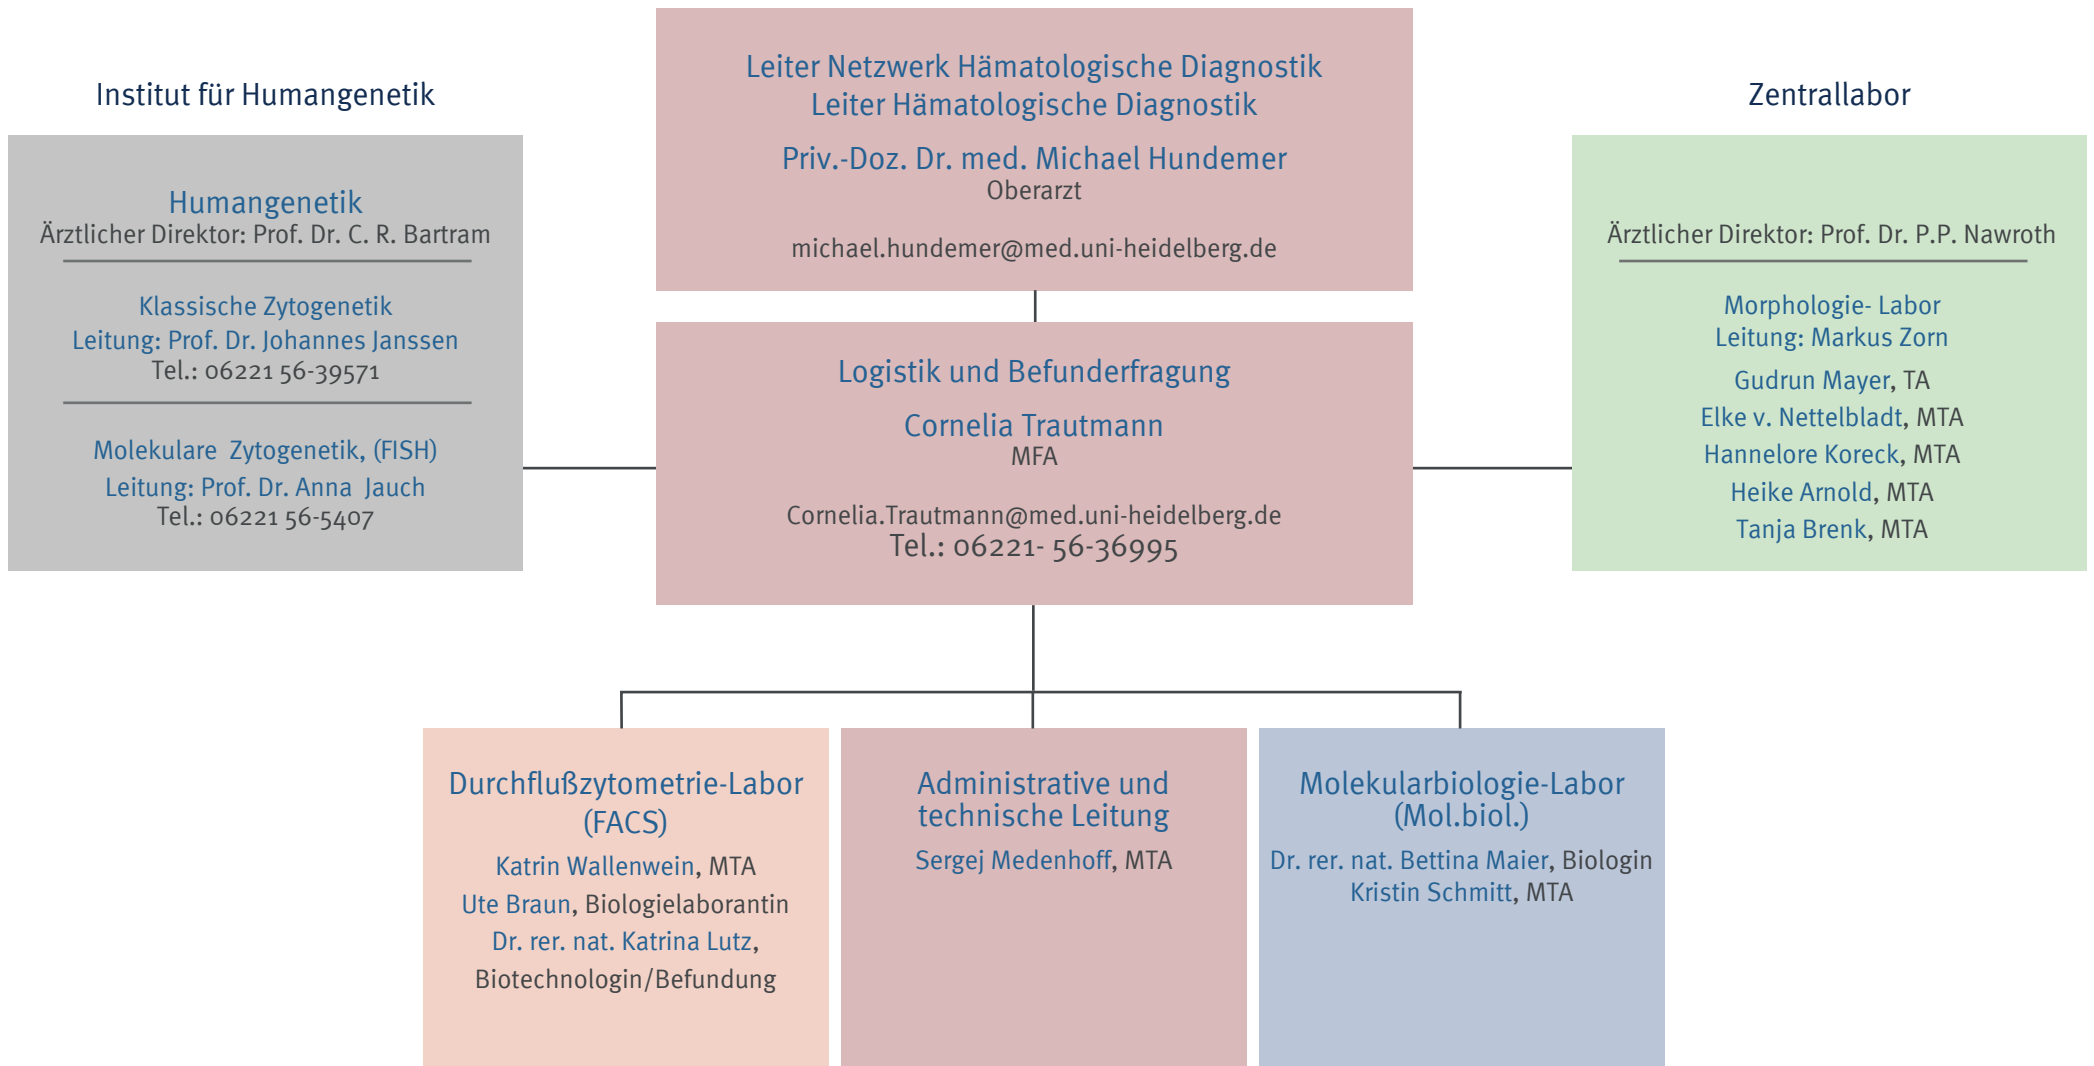 Institut für Humangenetik
Humangenetik
Ärztlicher Direktor: Prof. Dr. C. R. Bartram
Klassische Zytogenetik
Leitung: Prof. Dr. Johannes Janssen
Tel.: 06221 56-39571
Molekulare  Zytogenetik, (FISH)
Leitung: Prof. Dr. Anna  Jauch
Tel.: 06221 56-5407
Leiter Netzwerk Hämatologische Diagnostik
Leiter Hämatologische Diagnostik
Priv.-Doz. Dr. med. Michael Hundemer
Oberarzt
michael.hundemer@med.uni-heidelberg.de
Logistik und Befunderfragung
Cornelia Trautmann
MFA
Cornelia.Trautmann@med.uni-heidelberg.de
Tel.: 06221- 56-36995
Zentrallabor
Ärztlicher Direktor: Prof. Dr. P.P. Nawroth
Morphologie- Labor
Leitung: Markus Zorn
Gudrun Mayer, TA
Elke v. Nettelbladt, MTA
Hannelore Koreck, MTA
Heike Arnold, MTA
Tanja Brenk, MTA
Durchflußzytometrie-Labor
(FACS)
Katrin Wallenwein, MTA
Ute Braun, Biologielaborantin
Dr. rer. nat. Katrina Lutz,
Biotechnologin/Befundung
Administrative und
technische Leitung
Sergej Medenhoff, MTA
Molekularbiologie-Labor
(Mol.biol.)
Dr. rer. nat. Bettina Maier, Biologin
Kristin Schmitt, MTA